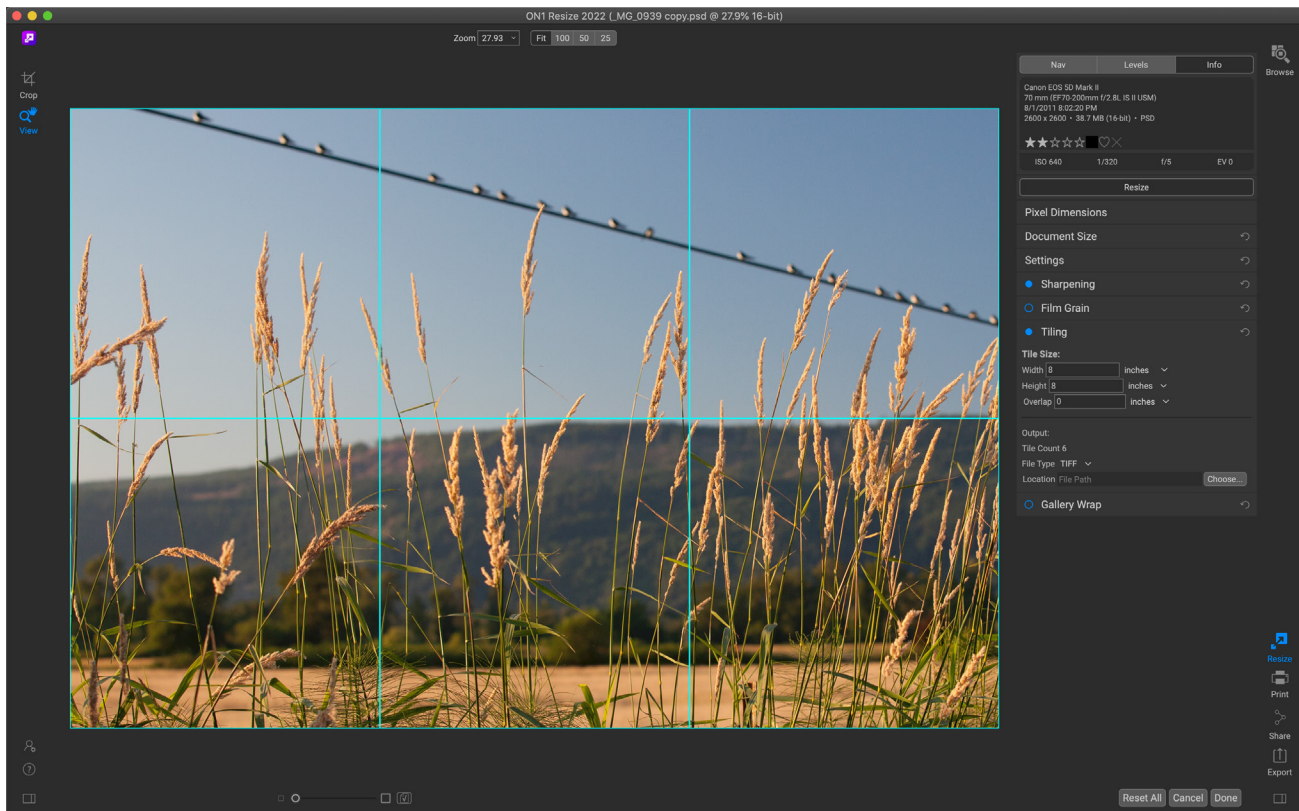 ON1 Resize 2022 (_MG_0939 copy.psd @ 27.9% 16-bit)
Zoom 27.93 Fit 100 50 25
Crop
View
Browse
Nav Levels Info
Canon EOS 5D Mark II
70 mm (EF70-200mm f/2.8L IS II USM)
8/1/2011 8:02:20 PM
2600 x 2600 • 38.7 MB (16-bit) • PSD
ISO 640 1/320 f/5 EV 0
Resize
Pixel Dimensions
Document Size
Settings
Sharpening
Film Grain
Tiling
Tile Size:
Width 8 inches
Height 8 inches
Overlap 0 inches
Output:
Tile Count 6
File Type TIFF
Location File Path Choose...
Gallery Wrap
Resize
Print
Share
Export
Reset All Cancel Done